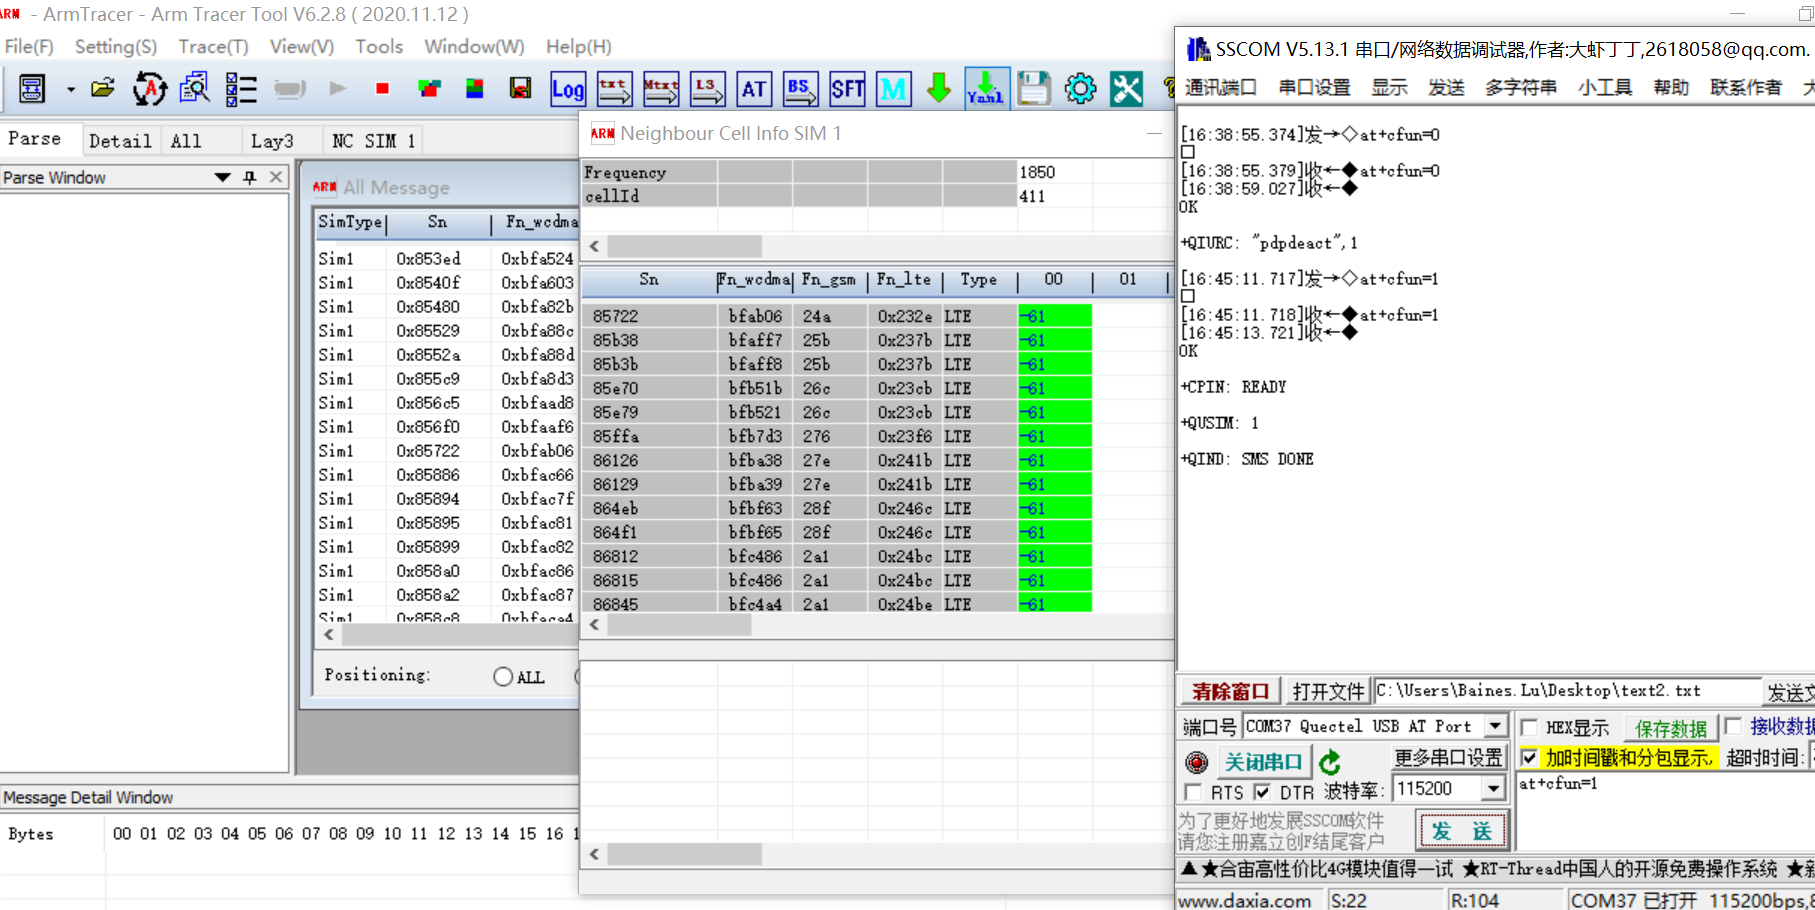 ARM - ArmTracer - Arm Tracer Tool V6.2.8 ( 2020.11.12 )
File(F) Setting(S) Trace(T) View(V) Tools Window(W) Help(H)
Log txt Mtxt L3 AT BS SFT M Yan1 ?
Parse Detail All Lay3 NC SIM 1
Parse Window
ARM All Message
SimType Sn Fn_wcdma
Sim1 0x853ed 0xbfa524
Sim1 0x8540f 0xbfa603
Sim1 0x85480 0xbfa82b
Sim1 0x85529 0xbfa88c
Sim1 0x8552a 0xbfa88d
Sim1 0x855c9 0xbfa8d3
Sim1 0x856c5 0xbfaad8
Sim1 0x856f0 0xbfaaf6
Sim1 0x85722 0xbfab06
Sim1 0x85886 0xbfac66
Sim1 0x85894 0xbfac7f
Sim1 0x85895 0xbfac81
Sim1 0x85899 0xbfac82
Sim1 0x858a0 0xbfac86
Sim1 0x858a2 0xbfac87
Sim1 0x858c8 0xbfaca4
Positioning: ALL
Message Detail Window
Bytes 00 01 02 03 04 05 06 07 08 09 10 11 12 13 14 15 16
ARM Neighbour Cell Info SIM 1
Frequency 1850
cellId 411
Sn Fn_wcdma Fn_gsm Fn_lte Type 00 01
85722 bfab06 24a 0x232e LTE -61
85b38 bfaff7 25b 0x237b LTE -61
85b3b bfaff8 25b 0x237b LTE -61
85e70 bfb51b 26c 0x23cb LTE -61
85e79 bfb521 26c 0x23cb LTE -61
85ffa bfb7d3 276 0x23f6 LTE -61
86126 bfba38 27e 0x241b LTE -61
86129 bfba39 27e 0x241b LTE -61
864eb bfbf63 28f 0x246c LTE -61
864f1 bfbf65 28f 0x246c LTE -61
86812 bfc486 2a1 0x24bc LTE -61
86815 bfc486 2a1 0x24bc LTE -61
86845 bfc4a4 2a1 0x24be LTE -61
SSCOM V5.13.1 串口/网络数据调试器,作者:大虾丁丁,2618058@qq.com.
通讯端口 串口设置 显示 发送 多字符串 小工具 帮助 联系作者 大
[16:38:55.374]发→◇at+cfun=0
□
[16:38:55.379]收←◆at+cfun=0
[16:38:59.027]收←◆
OK
+QIURC: "pdpdeact",1
[16:45:11.717]发→◇at+cfun=1
□
[16:45:11.718]收←◆at+cfun=1
[16:45:13.721]收←◆
OK
+CPIN: READY
+QUSIM: 1
+QIND: SMS DONE
清除窗口 打开文件 C:\Users\Baines.Lu\Desktop\text2.txt 发送文
端口号 COM37 Quectel USB AT Port HEX显示 保存数据 接收数据
关闭串口 更多串口设置 加时间戳和分包显示, 超时时间:
RTS DTR 波特率: 115200 at+cfun=1
为了更好地发展SSCOM软件
请您注册嘉立创F结尾客户
发 送
▲★合宙高性价比4G模块值得一试 ★RT-Thread中国人的开源免费操作系统 ★新
www.daxia.com S:22 R:104 COM37 已打开 115200bps,8